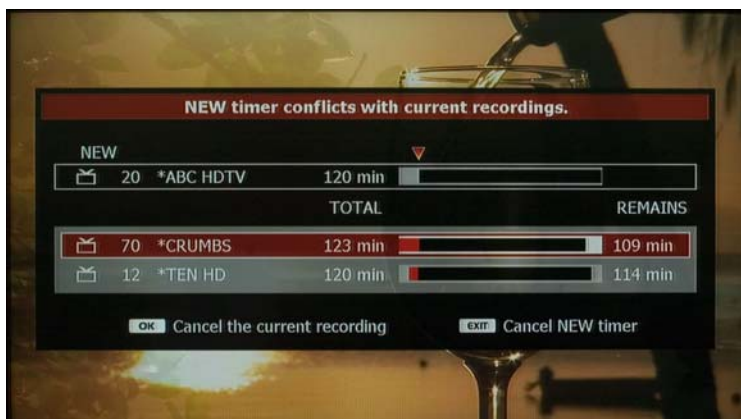 NEW timer conflicts with current recordings.
NEW
20 *ABC HDTV 120 min
TOTAL REMAINS
70 *CRUMBS 123 min 109 min
12 *TEN HD 120 min 114 min
OK Cancel the current recording EXIT Cancel NEW timer